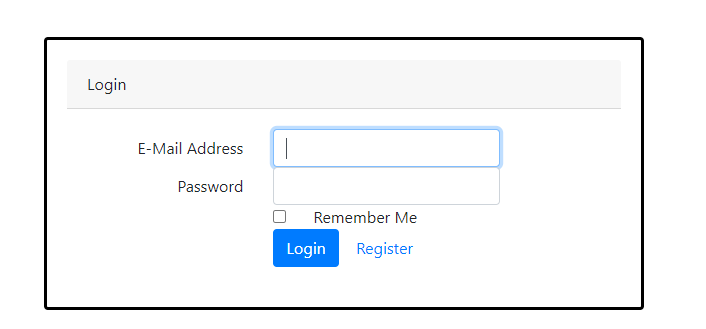 Login
E-Mail Address
Password
Remember Me
Login Register